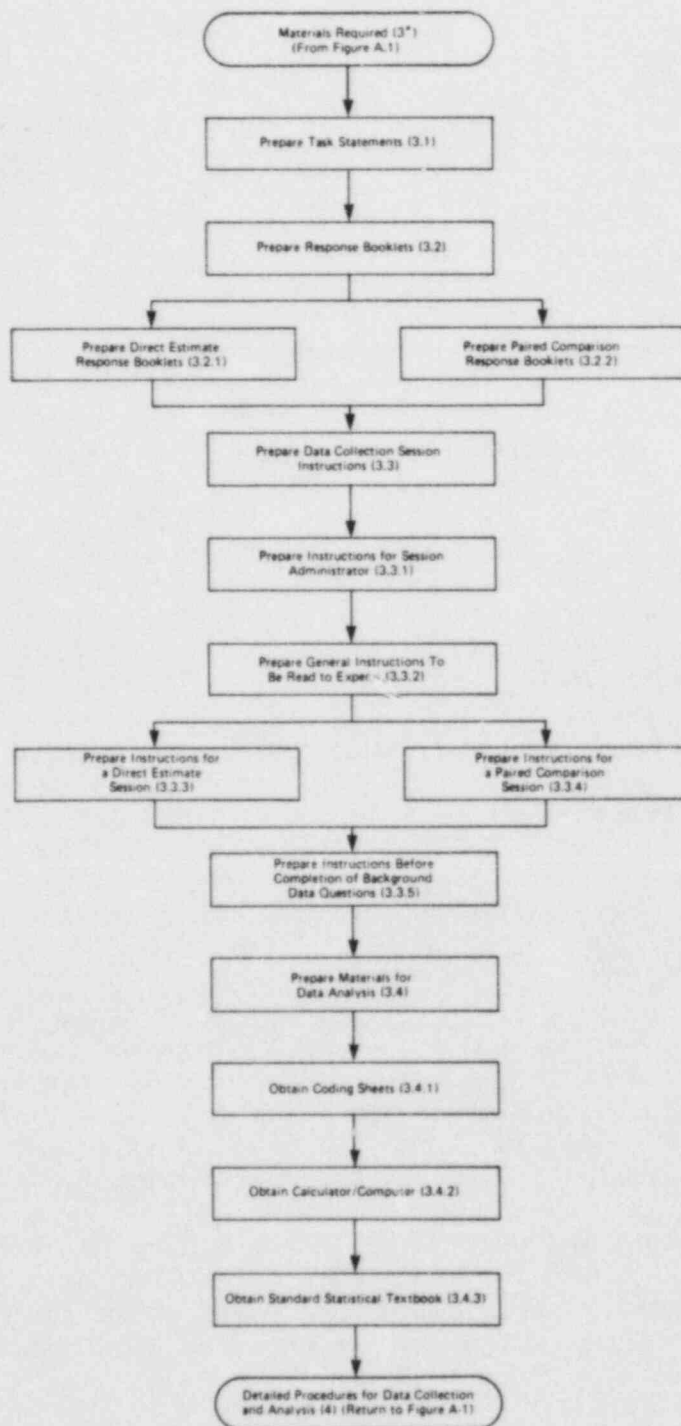 Materials Required (3*)
(From Figure A.1)
Prepare Task Statements (3.1)
Prepare Response Booklets (3.2)
Prepare Direct Estimate
Response Booklets (3.2.1)
Prepare Paired Comparison
Response Booklets (3.2.2)
Prepare Data Collection Session
Instructions (3.3)
Prepare Instructions for Session
Administrator (3.3.1)
Prepare General Instructions To
Be Read to (3.3.2)
Prepare Instructions for
a Direct Estimate
Session (3.3.3)
Prepare Instructions for
a Paired Comparison
Session (3.3.4)
Prepare Instructions Before
Completion of Background
Data Questions (3.3.5)
Prepare Materials for
Data Analysis (3.4)
Obtain Coding Sheets (3.4.1)
Obtain Calculator/Computer (3.4.2)
Obtain Standard Statistical Textbook (3.4.3)
Detailed Procedures for Data Collection
and Analysis (4) (Return to Figure A-1)